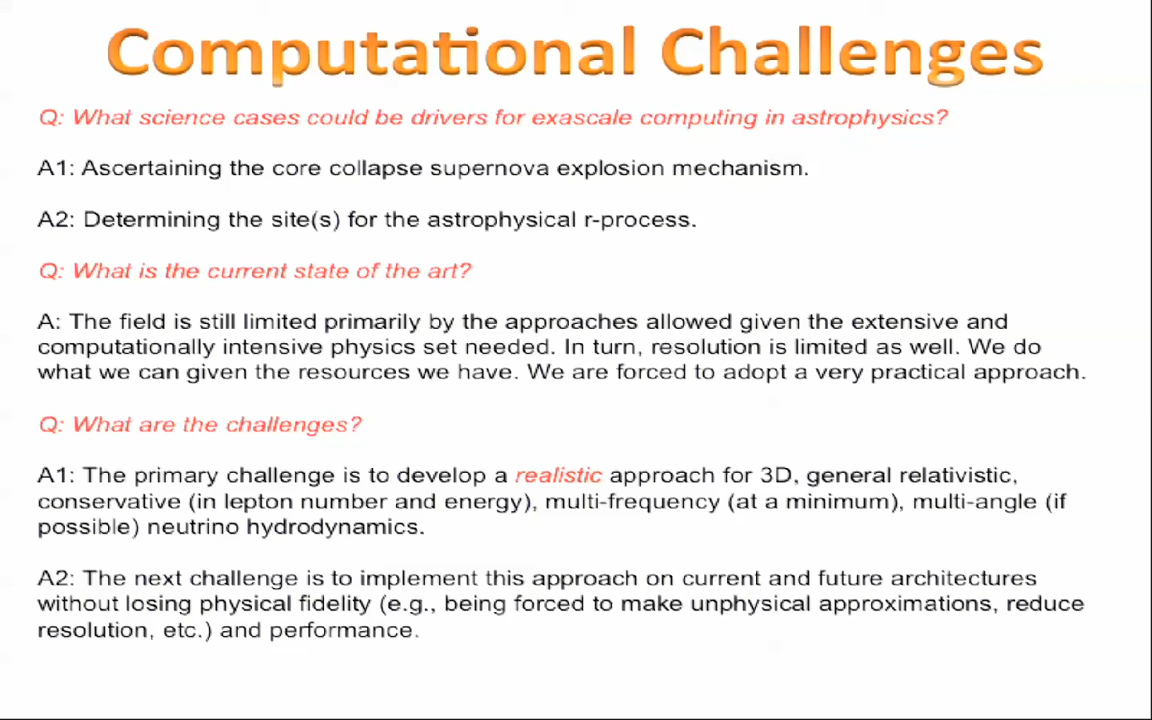 Computational Challenges
Q: What science cases could be drivers for exascale computing in astrophysics?
A1: Ascertaining the core collapse supernova explosion mechanism.
A2: Determining the site(s) for the astrophysical r-process.
Q: What is the current state of the art?
A: The field is still limited primarily by the approaches allowed given the extensive and
computationally intensive physics set needed. In turn, resolution is limited as well. We do
what we can given the resources we have. We are forced to adopt a very practical approach.
Q: What are the challenges?
A1: The primary challenge is to develop a realistic approach for 3D, general relativistic,
conservative (in lepton number and energy), multi-frequency (at a minimum), multi-angle (if
possible) neutrino hydrodynamics.
A2: The next challenge is to implement this approach on current and future architectures
without losing physical fidelity (e.g., being forced to make unphysical approximations, reduce
resolution, etc.) and performance.